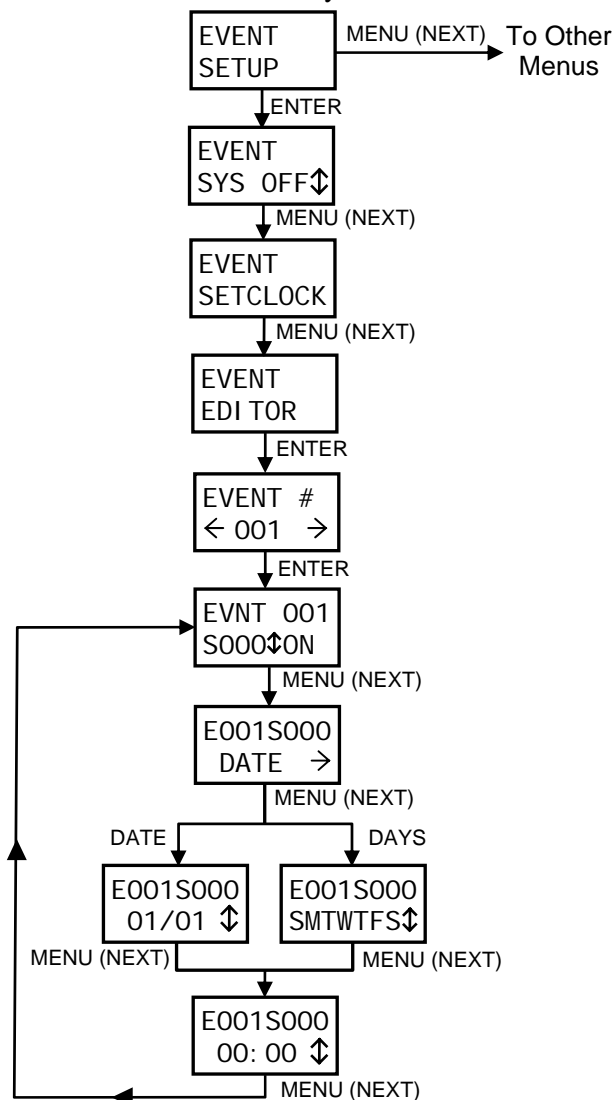 EVENT
SETUP
MENU (NEXT)
To Other
Menus
ENTER
EVENT
SYS OFF↕
MENU (NEXT)
EVENT
SETCLOCK
MENU (NEXT)
EVENT
EDITOR
ENTER
EVENT #
← 001 →
ENTER
EVNT 001
S000↕ON
MENU (NEXT)
E001S000
DATE →
MENU (NEXT)
DATE
DAYS
E001S000
01/01 ↕
E001S000
SMTWTFS↕
MENU (NEXT)
MENU (NEXT)
E001S000
00:00 ↕
MENU (NEXT)